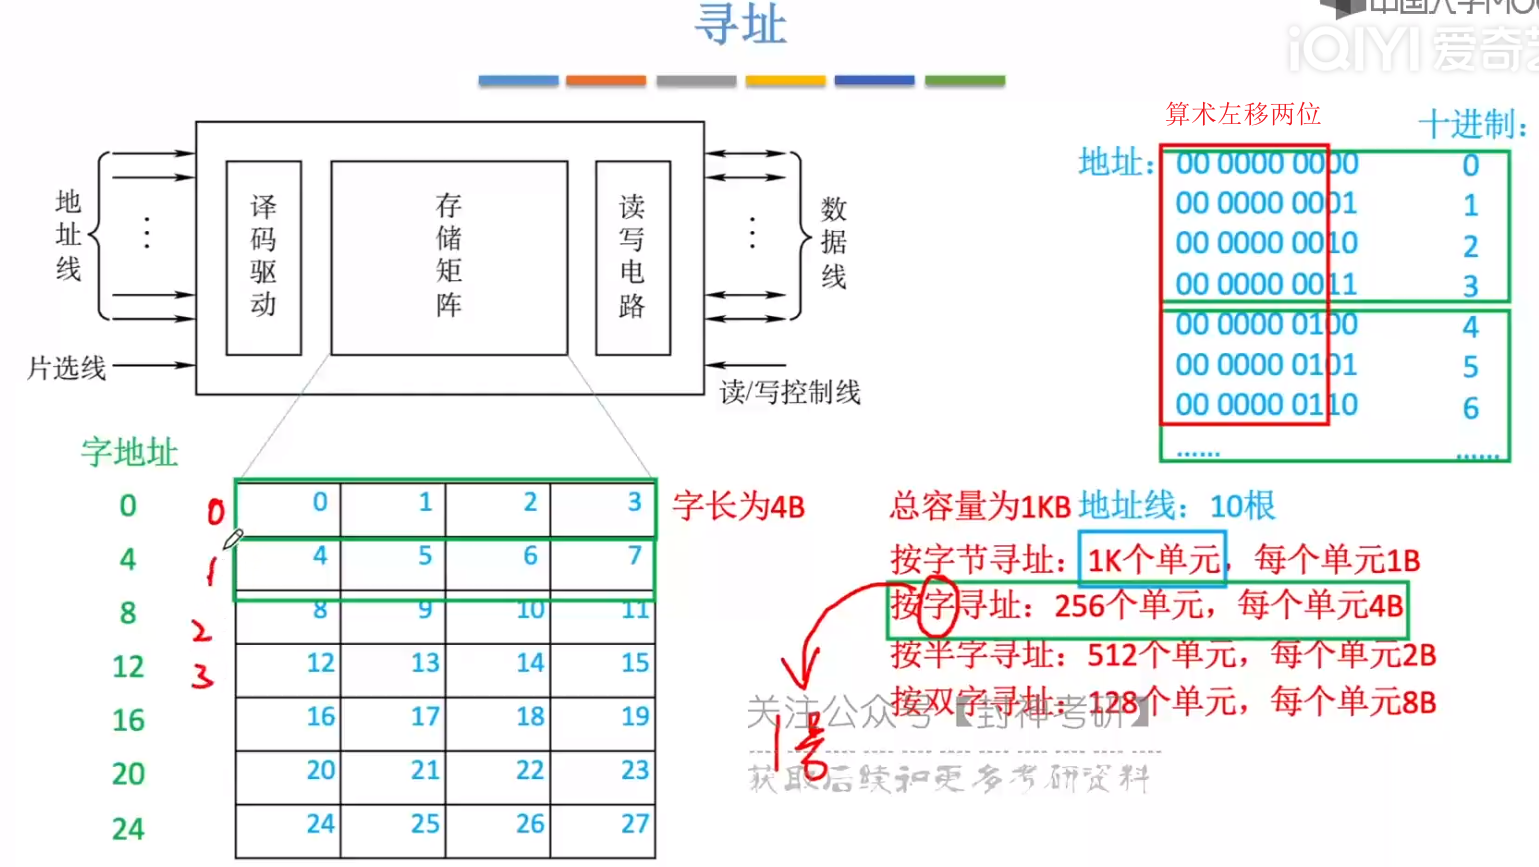 寻址
中国大学MOO
iQIYI 爱奇艺
算术左移两位
十进制:
地址: 00 0000 0000 0
00 0000 0001 1
00 0000 0010 2
00 0000 0011 3
00 0000 0100 4
00 0000 0101 5
00 0000 0110 6
...... ......
地址线
译码驱动
存储矩阵
读写电路
数据线
片选线
读/写控制线
字地址
0 0 0 1 2 3
4 1 4 5 6 7
8 2 8 9 10 11
12 3 12 13 14 15
16 16 17 18 19
20 20 21 22 23
24 24 25 26 27
字长为4B
总容量为1KB 地址线: 10根
按字节寻址: 1K个单元, 每个单元1B
按字寻址: 256个单元, 每个单元4B
按半字寻址: 512个单元, 每个单元2B
按双字寻址: 128个单元, 每个单元8B
1号
关注公众号【封神考研】
获取后续和更多考研资料